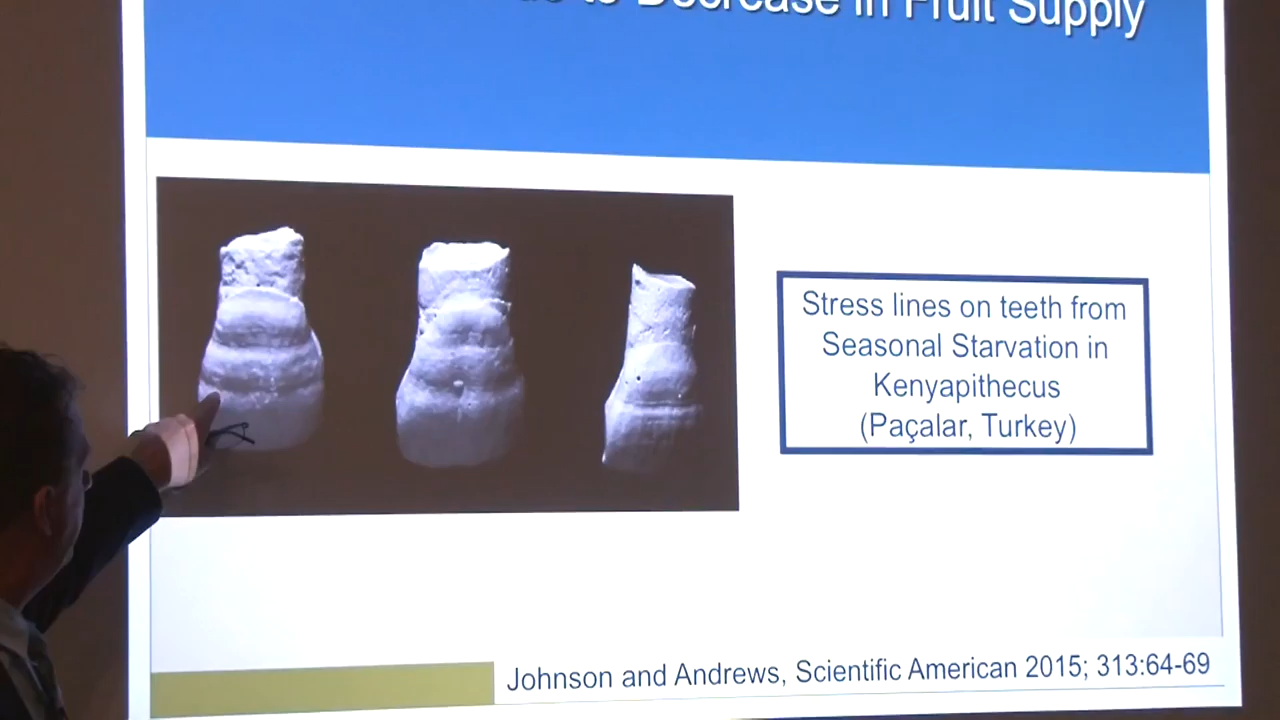 to Decrease in Fruit Supply
Stress lines on teeth from
Seasonal Starvation in
Kenyapithecus
(Paçalar, Turkey)
Johnson and Andrews, Scientific American 2015; 313:64-69